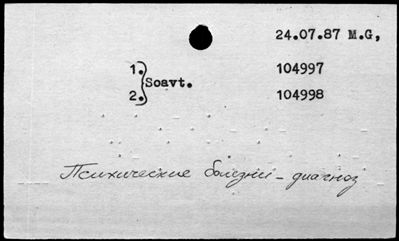 24.07.87 M.G,
1.) 104997
Soavt.
2.) 104998
Психические болезни – диагноз